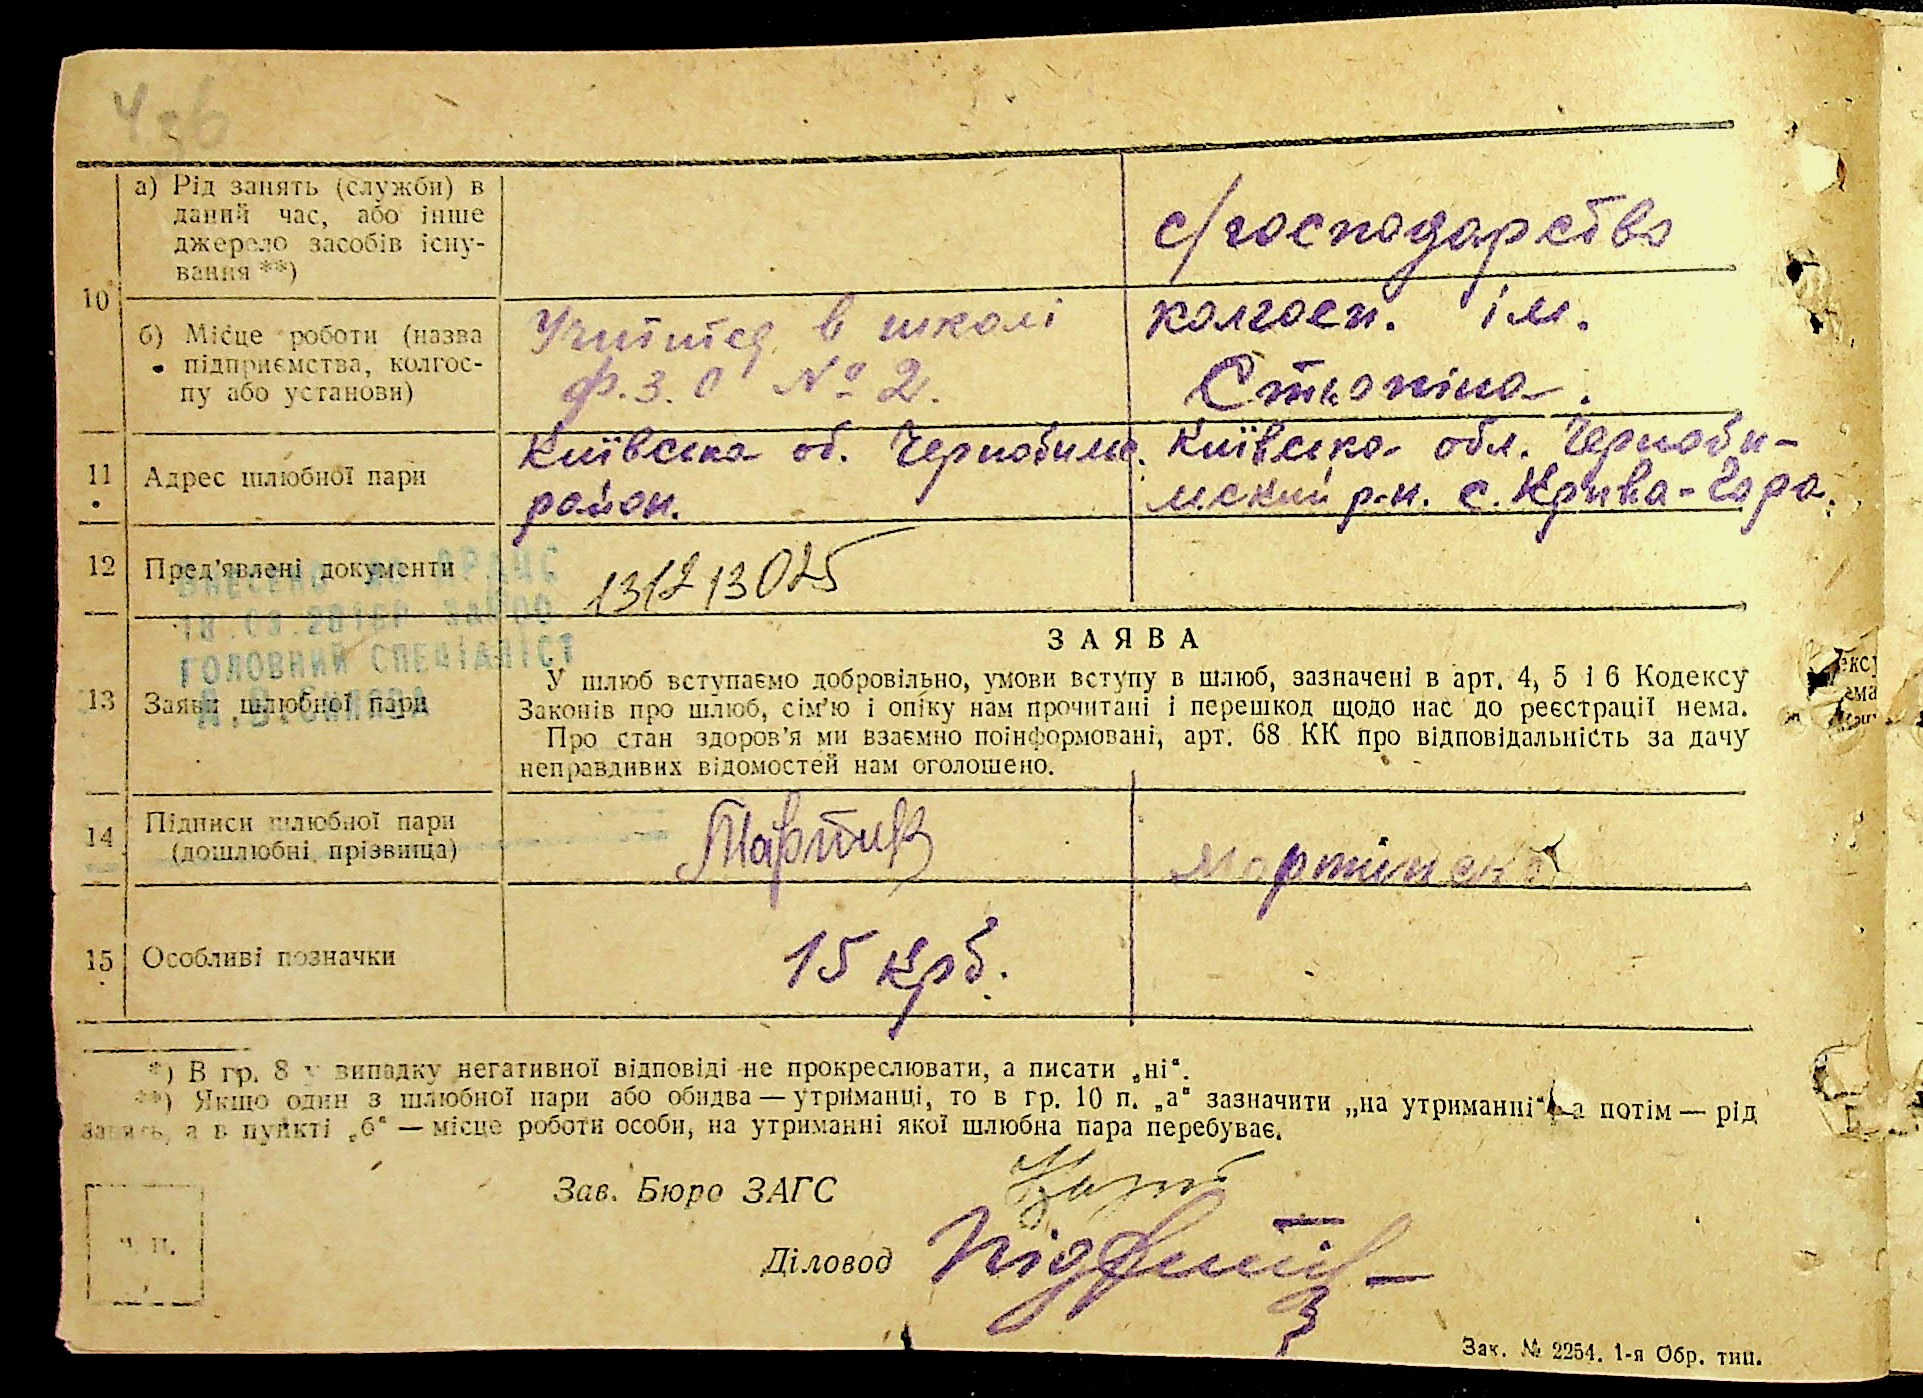 10
а) Рід занять (служби) в
даний час, або інше
джерело засобів існу-
вання **)
с/господарство
б) Місце роботи (назва
підприємства, колгос-
пу або установи)
в школі
ф.з.о № 2.
колгосп. ім.
11
Адрес шлюбної пари
Київська об. Чернобильс.
район.
Київська обл. Чернобі-
льский р-н. с. Крива-Гора.
12
Пред'явлені документи
ГОЛОВНИЙ СПЕЦІАЛІСТ
13
Заяви шлюбної пари
ЗАЯВА
У шлюб вступаємо добровільно, умови вступу в шлюб, зазначені в арт. 4, 5 і 6 Кодексу
Законів про шлюб, сім'ю і опіку нам прочитані і перешкод щодо нас до реєстрації нема.
Про стан здоров'я ми взаємно поінформовані, арт. 68 КК про відповідальність за дачу
неправдивих відомостей нам оголошено.
14
Підписи шлюбної пари
(дошлюбні прізвища)
15
Особливі позначки
15 крб.
*) В гр. 8 у випадку негативної відповіді не прокреслювати, а писати „ні“.
**) Якщо один з шлюбної пари або обидва — утриманці, то в гр. 10 п. „а“ зазначити „на утриманні“, а потім — рід
занять, а в пункті „б“ — місце роботи особи, на утриманні якої шлюбна пара перебуває.
Зав. Бюро ЗАГС
Діловод
Зак. № 2254. 1-я Обр. тип.